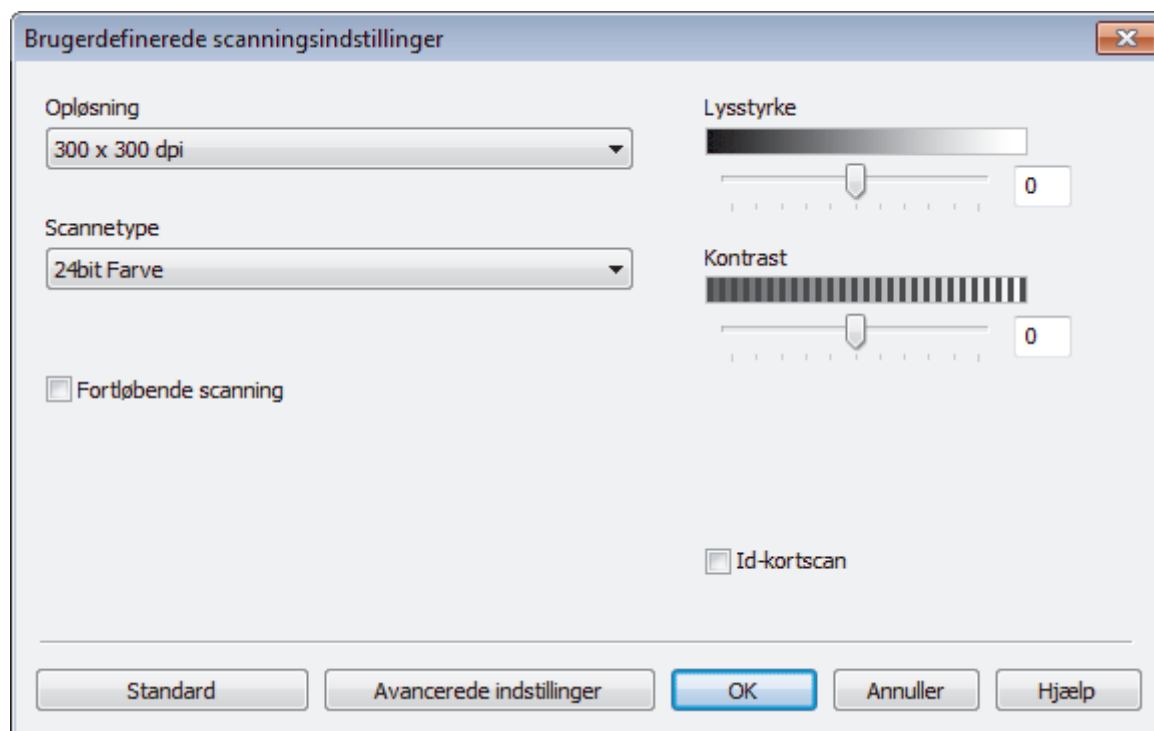 Brugerdefinerede scanningsindstillinger
Opløsning
300 x 300 dpi
Scannetype
24bit Farve
Fortløbende scanning
Lysstyrke
0
Kontrast
0
Id-kortscan
Standard
Avancerede indstillinger
OK
Annuller
Hjælp